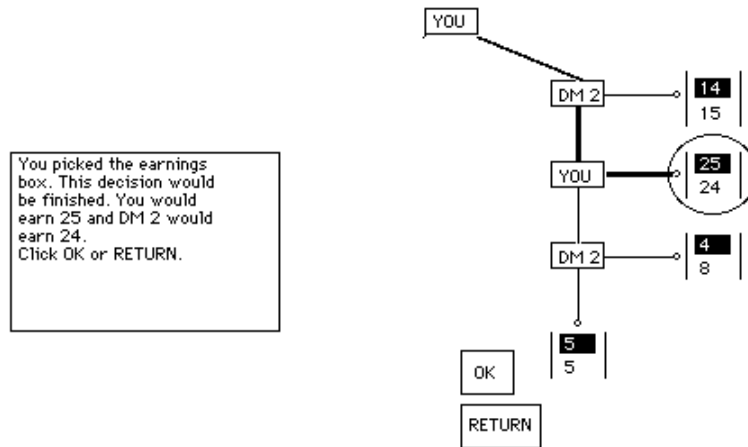 YOU
DM 2
14
15
You picked the earnings
box. This decision would
be finished. You would
earn 25 and DM 2 would
earn 24.
Click OK or RETURN.
YOU
25
24
DM 2
4
8
5
5
OK
RETURN